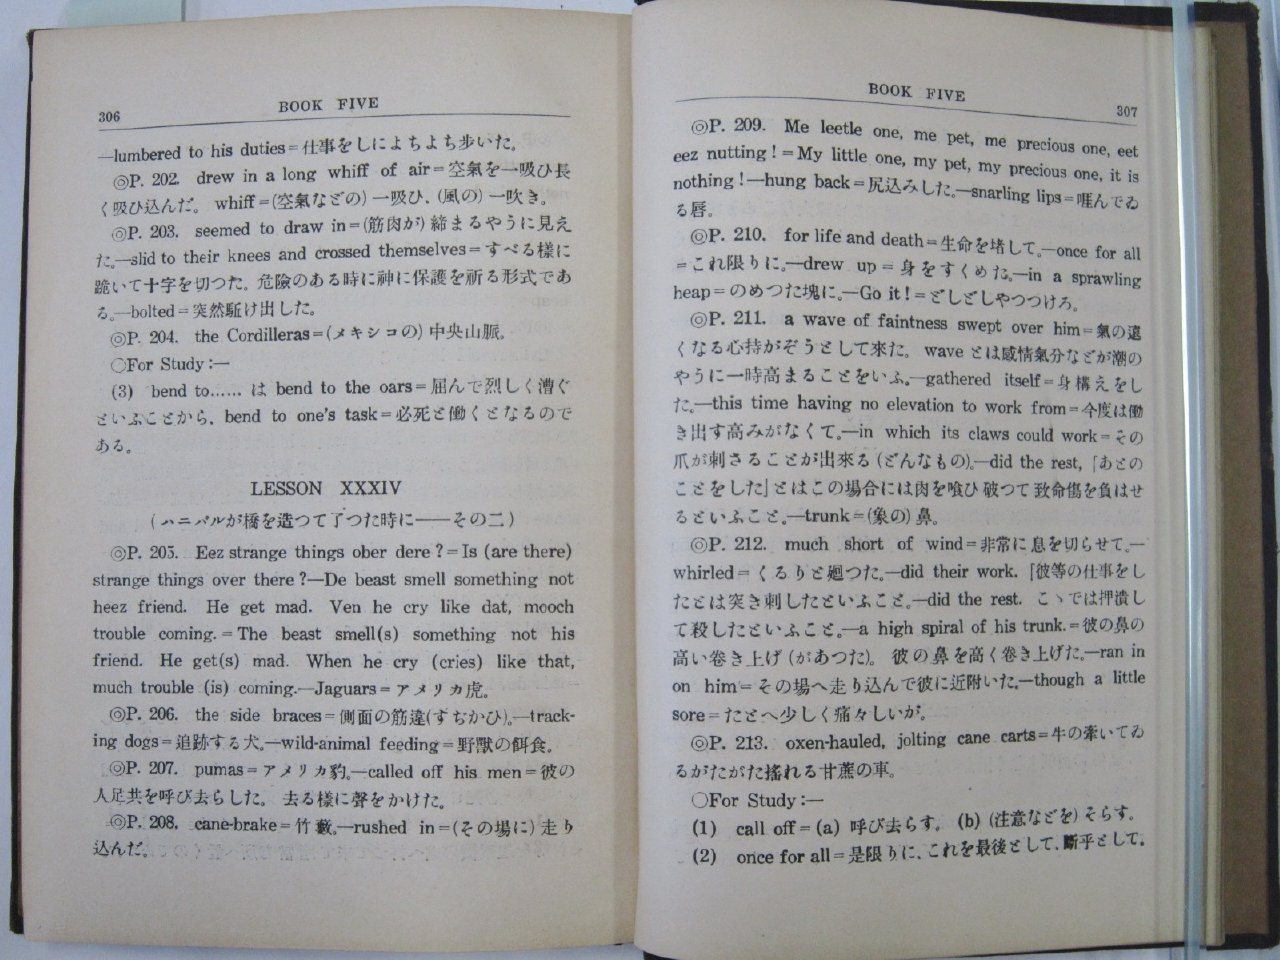 306
BOOK FIVE
—lumbered to his duties=仕事をしによちよち歩いた。
◎P. 202. drew in a long whiff of air=空氣を一吸ひ長
く吸ひ込んだ。 whiff=(空氣などの) 一吸ひ、(風の) 一吹き。
◎P. 203. seemed to draw in=(筋肉が) 締まるやうに見え
た。—slid to their knees and crossed themselves=すべる樣に
跪いて十字を切つた。危險のある時に神に保護を祈る形式であ
る。—bolted=突然駈け出した。
◎P. 204. the Cordilleras=(メキシコの) 中央山脈。
○For Study:—
(3) bend to...... は bend to the oars=屈んで烈しく漕ぐ
といふことから、bend to one's task=必死と働くとなるので
ある。
LESSON XXXIV
(ハニバルが橋を造つて了つた時に——その二)
◎P. 205. Eez strange things ober dere?=Is (are there)
strange things over there?—De beast smell something not
heez friend. He get mad. Ven he cry like dat, mooch
trouble coming.=The beast smell(s) something not his
friend. He get(s) mad. When he cry (cries) like that,
much trouble (is) coming.—Jaguars=アメリカ虎。
◎P. 206. the side braces=側面の筋違(すぢかひ)。—track-
ing dogs=追跡する犬。—wild-animal feeding=野獸の餌食。
◎P. 207. pumas=アメリカ豹。—called off his men=彼の
人足共を呼び去らした。 去る樣に聲をかけた。
◎P. 208. cane-brake=竹藪。—rushed in=(その場に) 走り
込んだ。
BOOK FIVE
307
◎P. 209. Me leetle one, me pet, me precious one, eet
eez nutting!=My little one, my pet, my precious one, it is
nothing!—hung back=尻込みした。—snarling lips=啀んでゐ
る唇。
◎P. 210. for life and death=生命を堵して。—once for all
=これ限りに。—drew up=身をすくめた。—in a sprawling
heap=のめつた塊に。—Go it!=どしどしやつつけろ。
◎P. 211. a wave of faintness swept over him=氣の遠
くなる心持がぞうとして來た。 wave とは感情氣分などが潮の
やうに一時高まることをいふ。—gathered itself=身構えをし
た。—this time having no elevation to work from=今度は働
き出す高みがなくて。—in which its claws could work=その
爪が刺さることが出來る (どんなもの)。—did the rest,「あとの
ことをした」とはこの場合には肉を喰ひ破つて致命傷を負はせ
るといふこと。—trunk=(象の) 鼻。
◎P. 212. much short of wind=非常に息を切らせて。—
whirled=くるりと廻つた。—did their work.「彼等の仕事をし
たとは突き刺したといふこと。—did the rest. こゝでは押潰し
て殺したといふこと。—a high spiral of his trunk.=彼の鼻の
高い卷き上げ (があつた)。 彼の鼻を高く卷き上げた。—ran in
on him=その場へ走り込んで彼に近附いた。—though a little
sore=たとへ少しく痛々しいが。
◎P. 213. oxen-hauled, jolting cane carts=牛の牽いてゐ
るがたがた搖れる甘蔗の車。
○For Study:—
(1) call off=(a) 呼び去らす。 (b) (注意などを) そらす。
(2) once for all=是限りに、これを最後として、斷乎として。